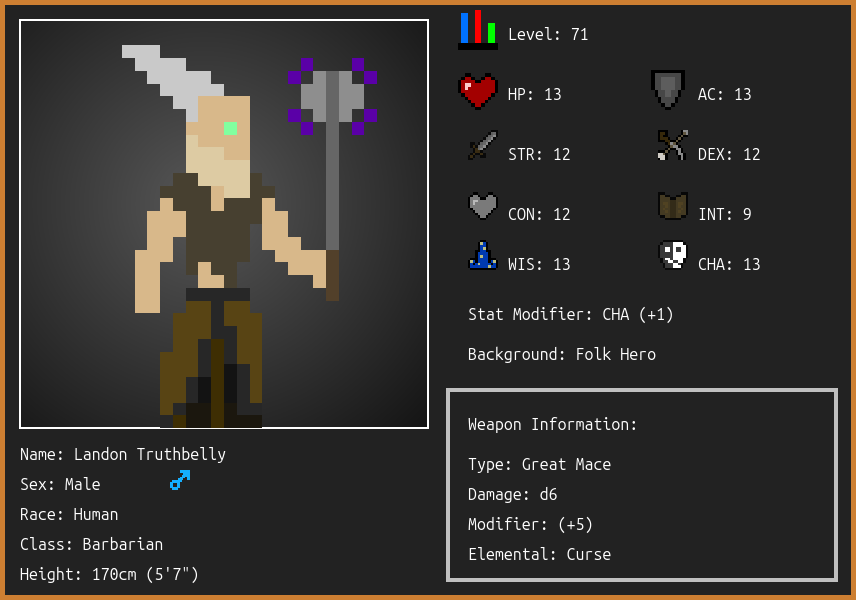 Level: 71
HP: 13
AC: 13
STR: 12
DEX: 12
CON: 12
INT: 9
WIS: 13
CHA: 13
Stat Modifier: CHA (+1)
Background: Folk Hero
Weapon Information:
Type: Great Mace
Damage: d6
Modifier: (+5)
Elemental: Curse
Name: Landon Truthbelly
Sex: Male
Race: Human
Class: Barbarian
Height: 170cm (5'7")